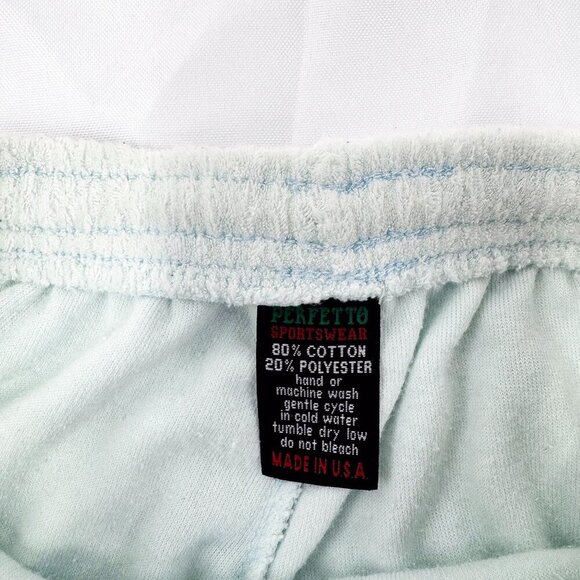 PERFETTO
SPORTSWEAR
80% COTTON
20% POLYESTER
hand or
machine wash
gentle cycle
in cold water
tumble dry low
do not bleach
MADE IN U.S.A.